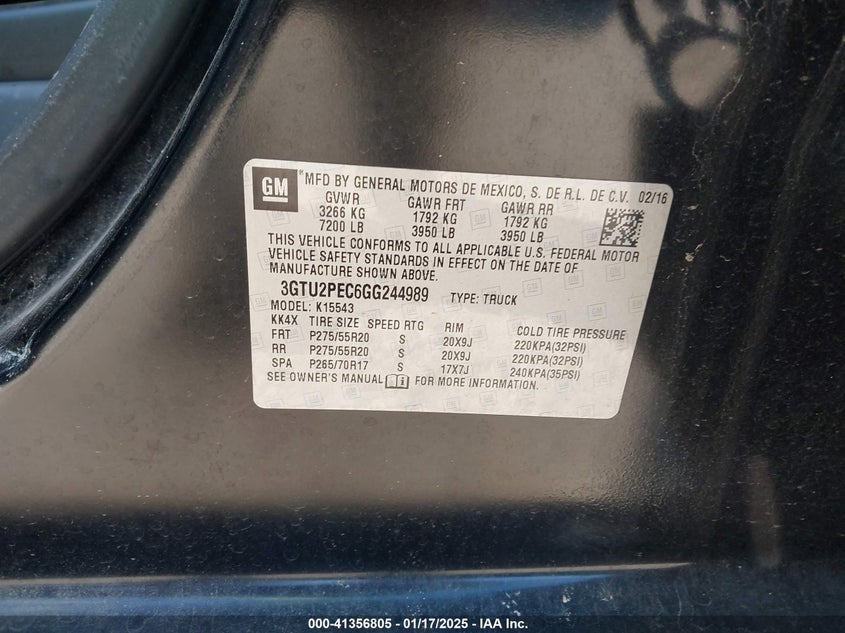 GM ® MFD BY GENERAL MOTORS DE MEXICO, S. DE R.L. DE C.V. 02/16
GVWR GAWR FRT GAWR RR
3266 KG 1792 KG 1792 KG
7200 LB 3950 LB 3950 LB
THIS VEHICLE CONFORMS TO ALL APPLICABLE U.S. FEDERAL MOTOR
VEHICLE SAFETY STANDARDS IN EFFECT ON THE DATE OF
MANUFACTURE SHOWN ABOVE.
3GTU2PEC6GG244989 TYPE: TRUCK
MODEL: K15543
KK4X TIRE SIZE SPEED RTG RIM COLD TIRE PRESSURE
FRT P275/55R20 S 20X9J 220KPA(32PSI)
RR P275/55R20 S 20X9J 220KPA(32PSI)
SPA P265/70R17 S 17X7J 240KPA(35PSI)
SEE OWNER'S MANUAL FOR MORE INFORMATION.
000-41356805 - 01/17/2025 - IAA Inc.